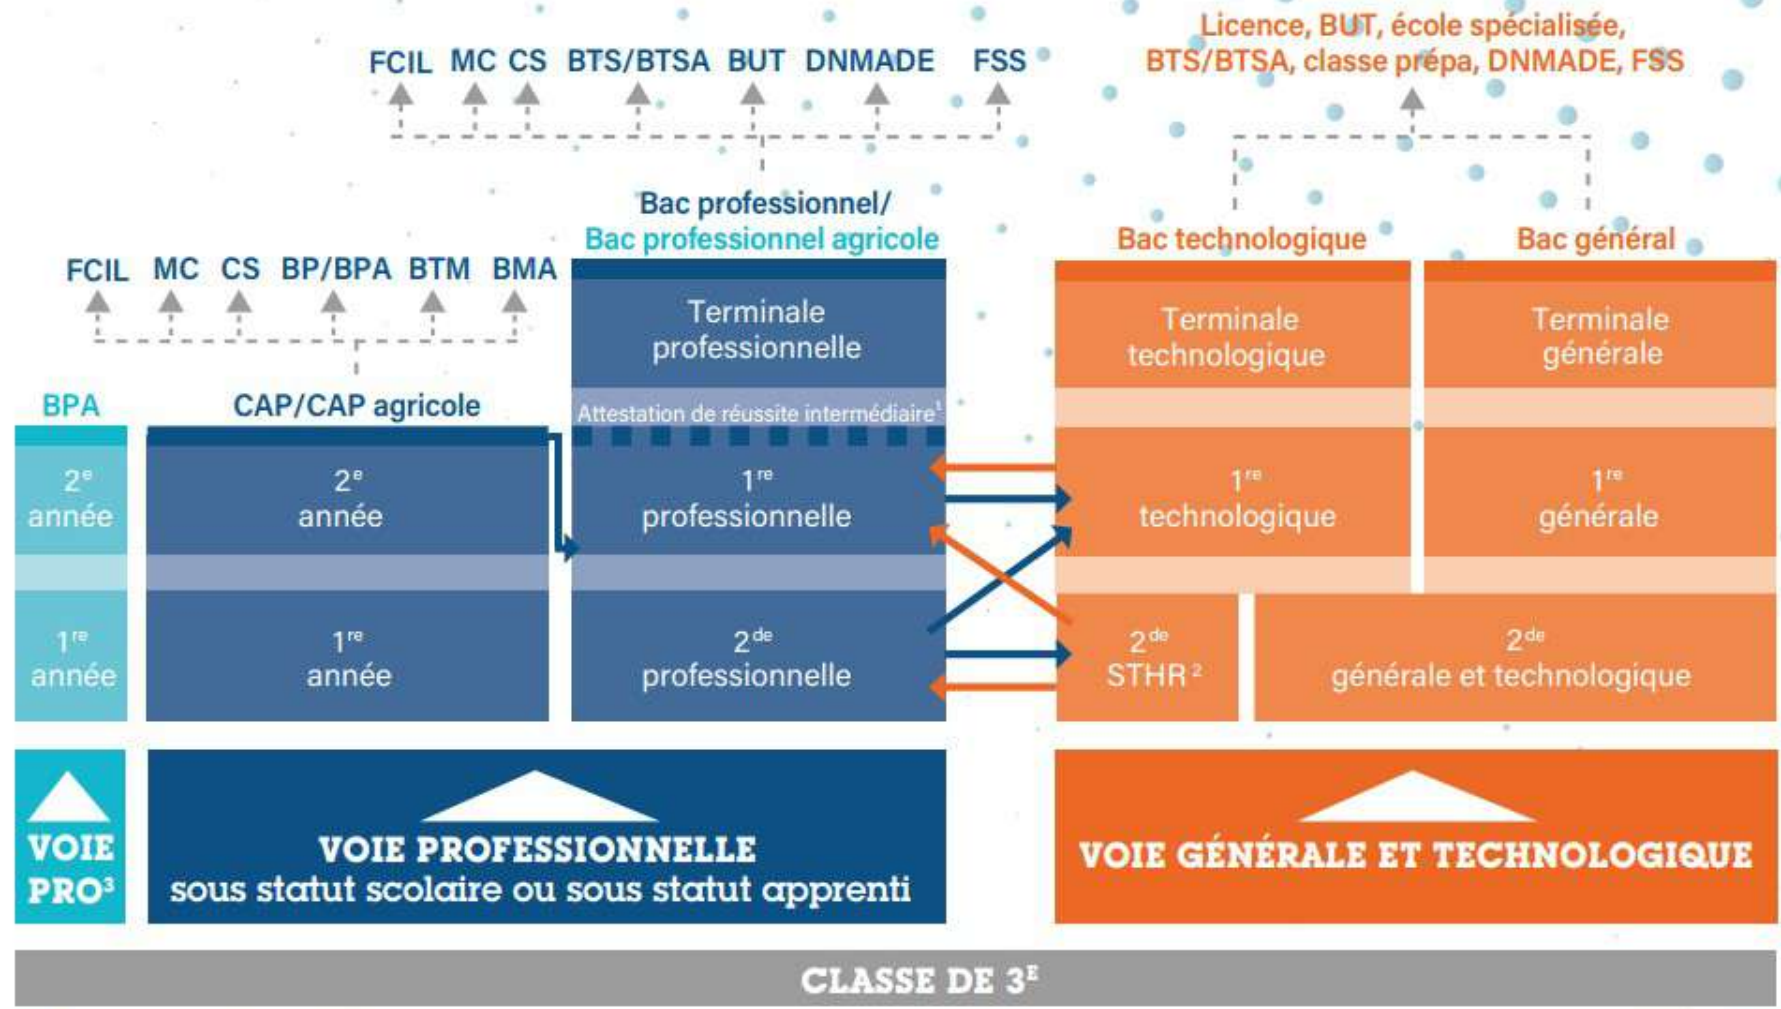 Licence, BUT, école spécialisée,
BTS/BTSA, classe prépa, DNMADE, FSS
FCIL MC CS BTS/BTSA BUT DNMADE FSS
Bac professionnel/
Bac professionnel agricole
Bac technologique
Bac général
FCIL MC CS BP/BPA BTM BMA
Terminale
professionnelle
Terminale
technologique
Terminale
générale
BPA
CAP/CAP agricole
Attestation de réussite intermédiaire¹
2e
année
2e
année
1re
professionnelle
1re
technologique
1re
générale
1re
année
1re
année
2de
professionnelle
2de
STHR²
2de
générale et technologique
VOIE
PRO³
VOIE PROFESSIONNELLE
sous statut scolaire ou sous statut apprenti
VOIE GÉNÉRALE ET TECHNOLOGIQUE
CLASSE DE 3E